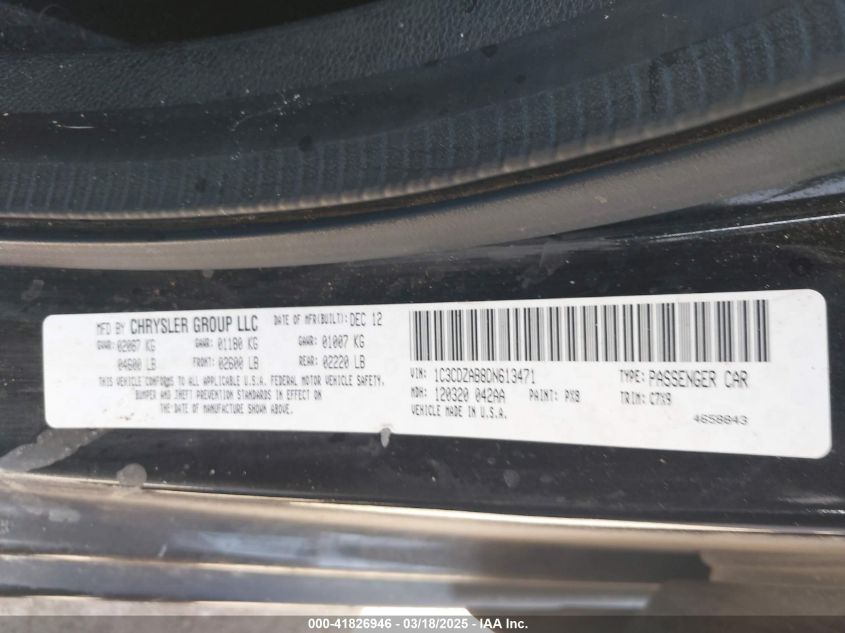 MFD BY CHRYSLER GROUP LLC DATE OF MFR(BUILT): DEC 12
GVWR: 02087 KG GAWR: 01180 KG GAWR: 01007 KG
04600 LB FRONT: 02600 LB REAR: 02220 LB
THIS VEHICLE CONFORMS TO ALL APPLICABLE U.S.A. FEDERAL MOTOR VEHICLE SAFETY,
BUMPER AND THEFT PREVENTION STANDARDS IN EFFECT ON
THE DATE OF MANUFACTURE SHOWN ABOVE.
VIN: 1C3CDZAB8DN613471 TYPE: PASSENGER CAR
MDH: 120320 042AA PAINT: PX8 TRIM: C7X9
VEHICLE MADE IN U.S.A.
4658843
000-41826946 - 03/18/2025 - IAA Inc.